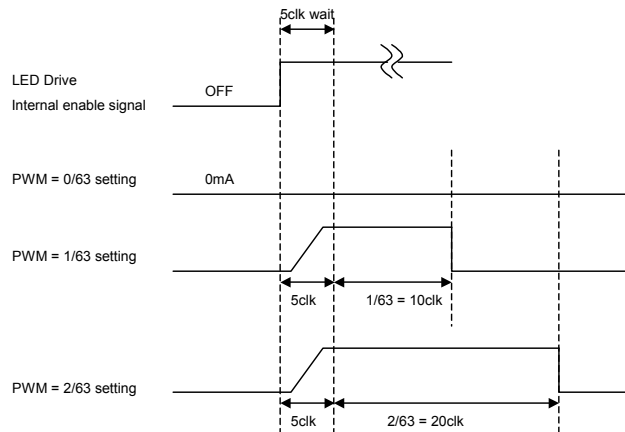 5clk wait
LED Drive
Internal enable signal
OFF
PWM = 0/63 setting
0mA
PWM = 1/63 setting
5clk
1/63 = 10clk
PWM = 2/63 setting
5clk
2/63 = 20clk